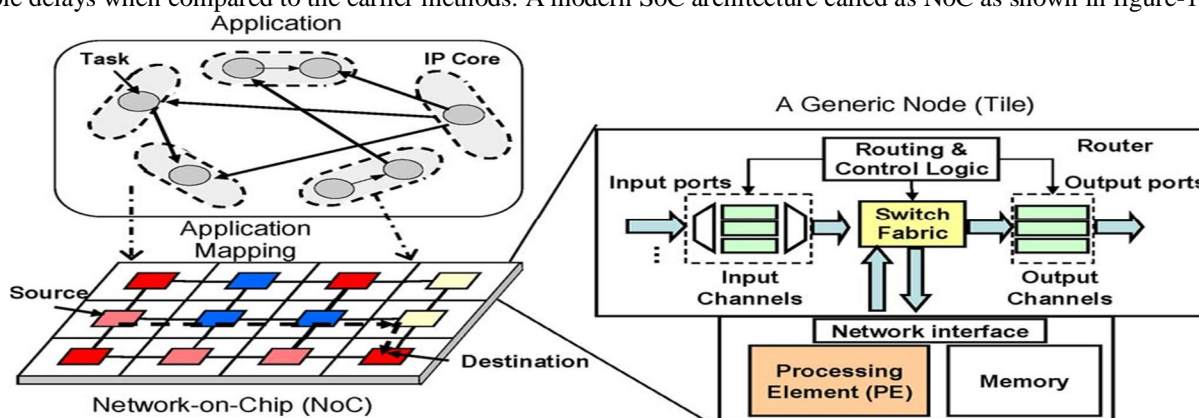 ble delays when compared to the earlier methods. A modern SoC architecture called as NoC as shown in figure-1
Application
Task
IP Core
Application
Mapping
Source
Destination
Network-on-Chip (NoC)
A Generic Node (Tile)
Routing &
Control Logic
Router
Input ports
Output ports
Switch
Fabric
Input
Channels
Output
Channels
Network interface
Processing
Element (PE)
Memory